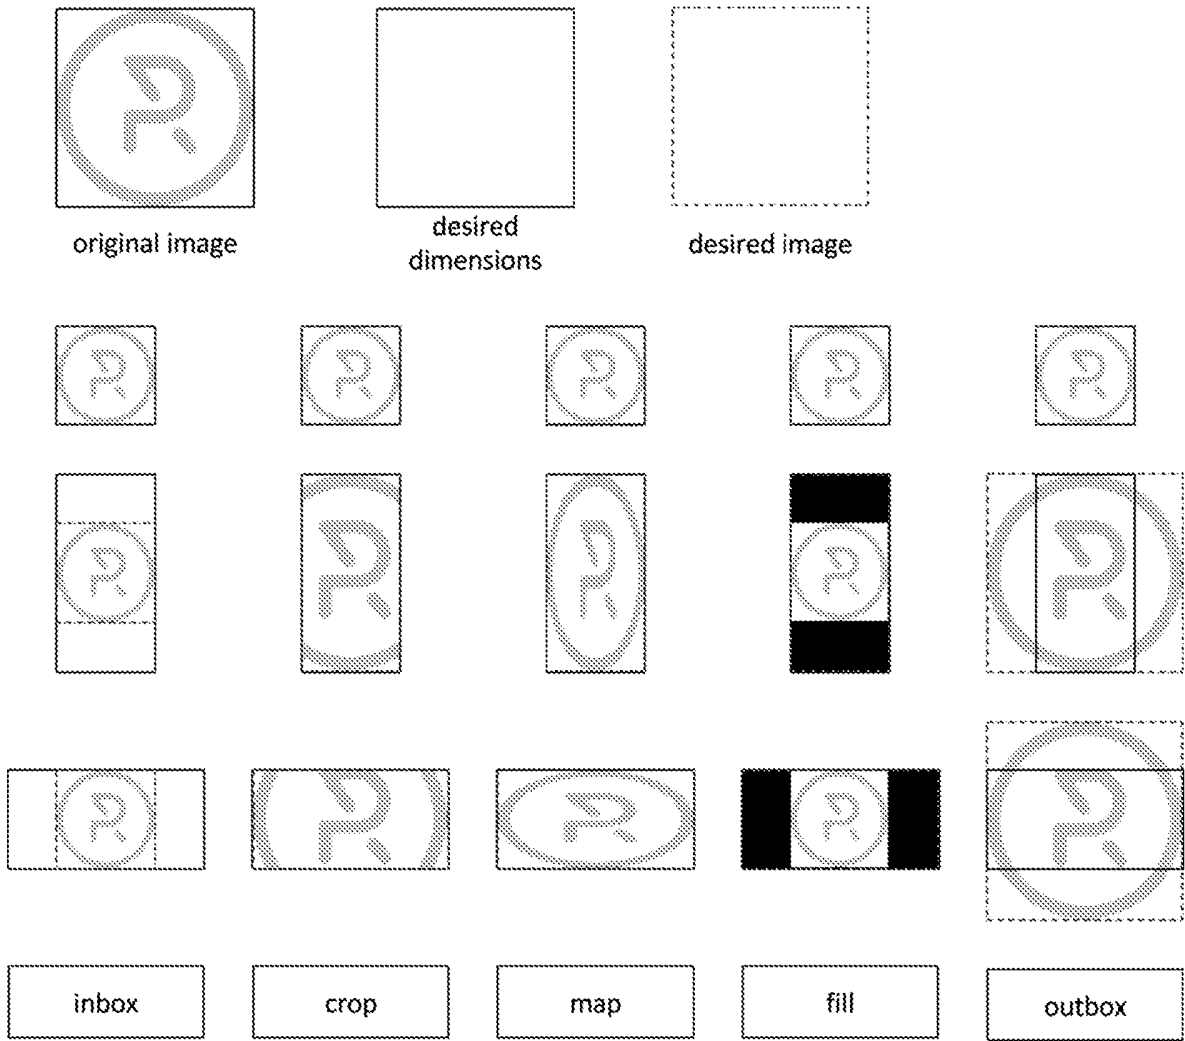 original image
desired
dimensions
desired image
inbox
crop
map
fill
outbox